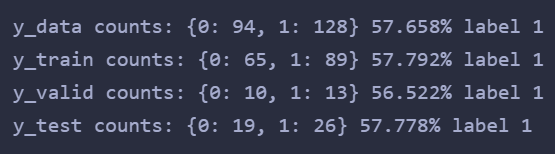 y_data counts: {0: 94, 1: 128} 57.658% label 1
y_train counts: {0: 65, 1: 89} 57.792% label 1
y_valid counts: {0: 10, 1: 13} 56.522% label 1
y_test counts: {0: 19, 1: 26} 57.778% label 1